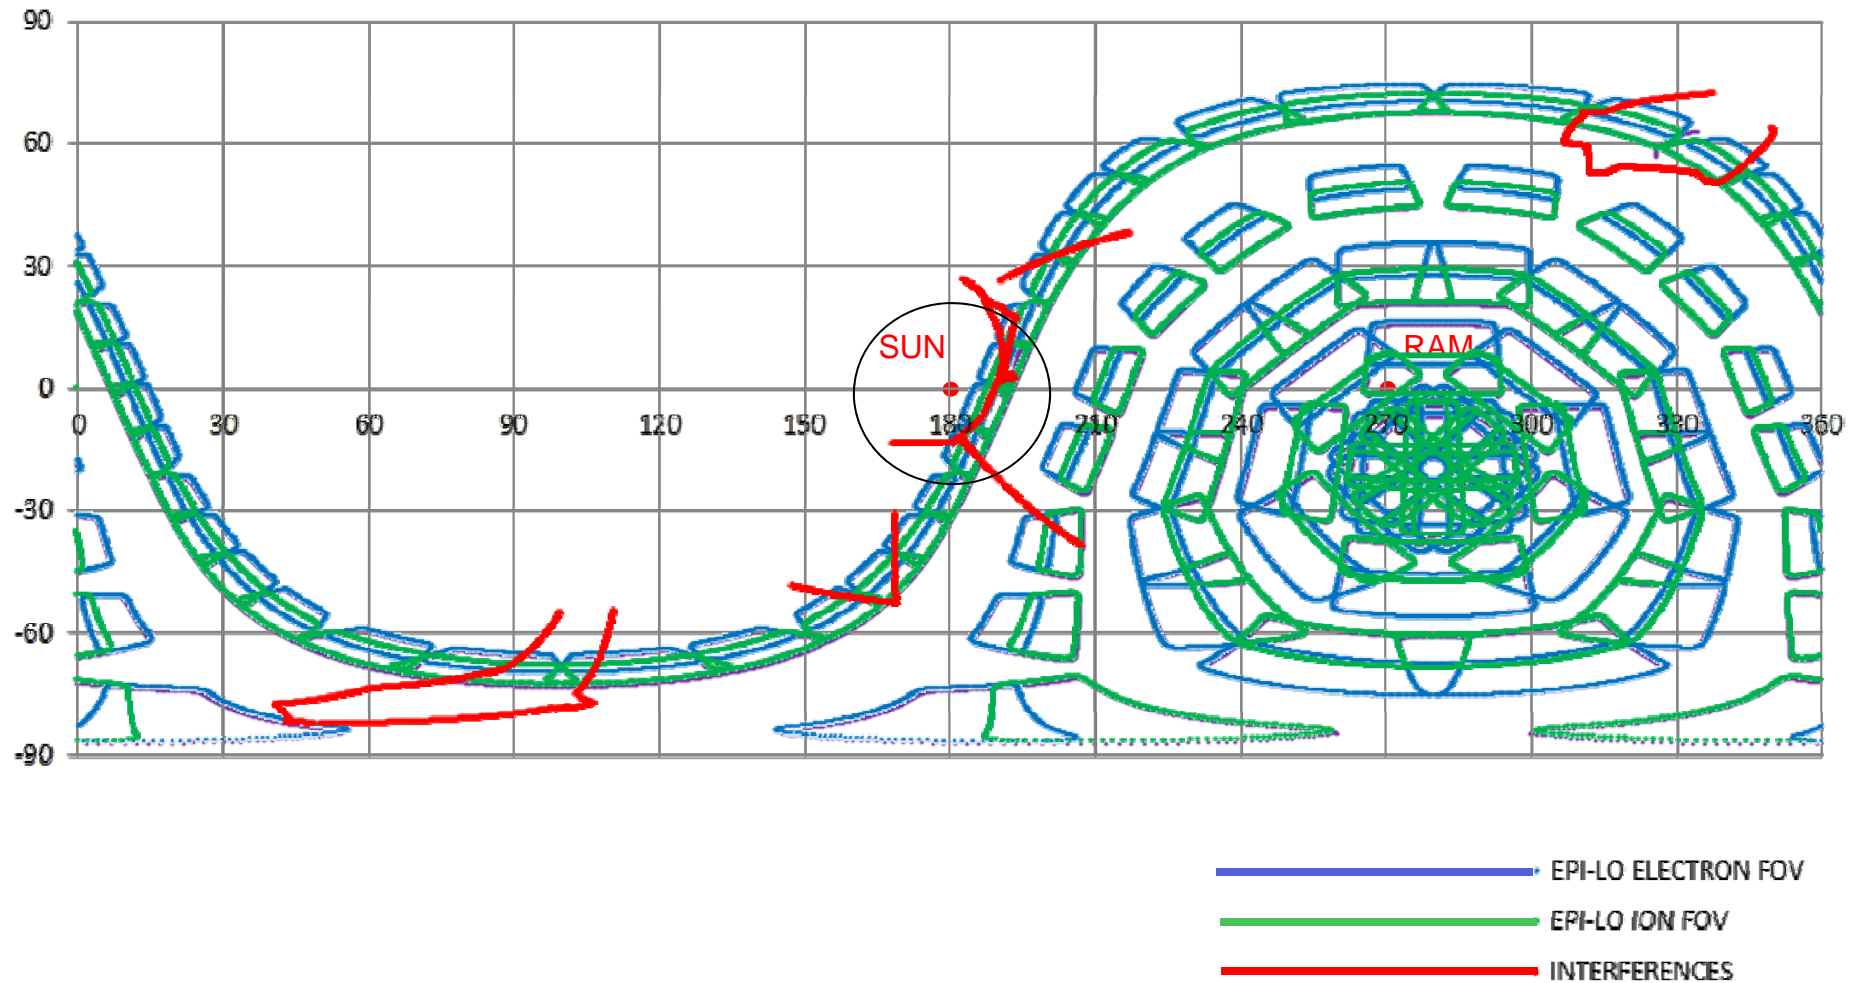 90
60
30
SUN
RAM
0
0 30 60 90 120 150 180 210 240 270 300 330 360
-30
-60
-90
EPI-LO ELECTRON FOV
EPI-LO ION FOV
INTERFERENCES